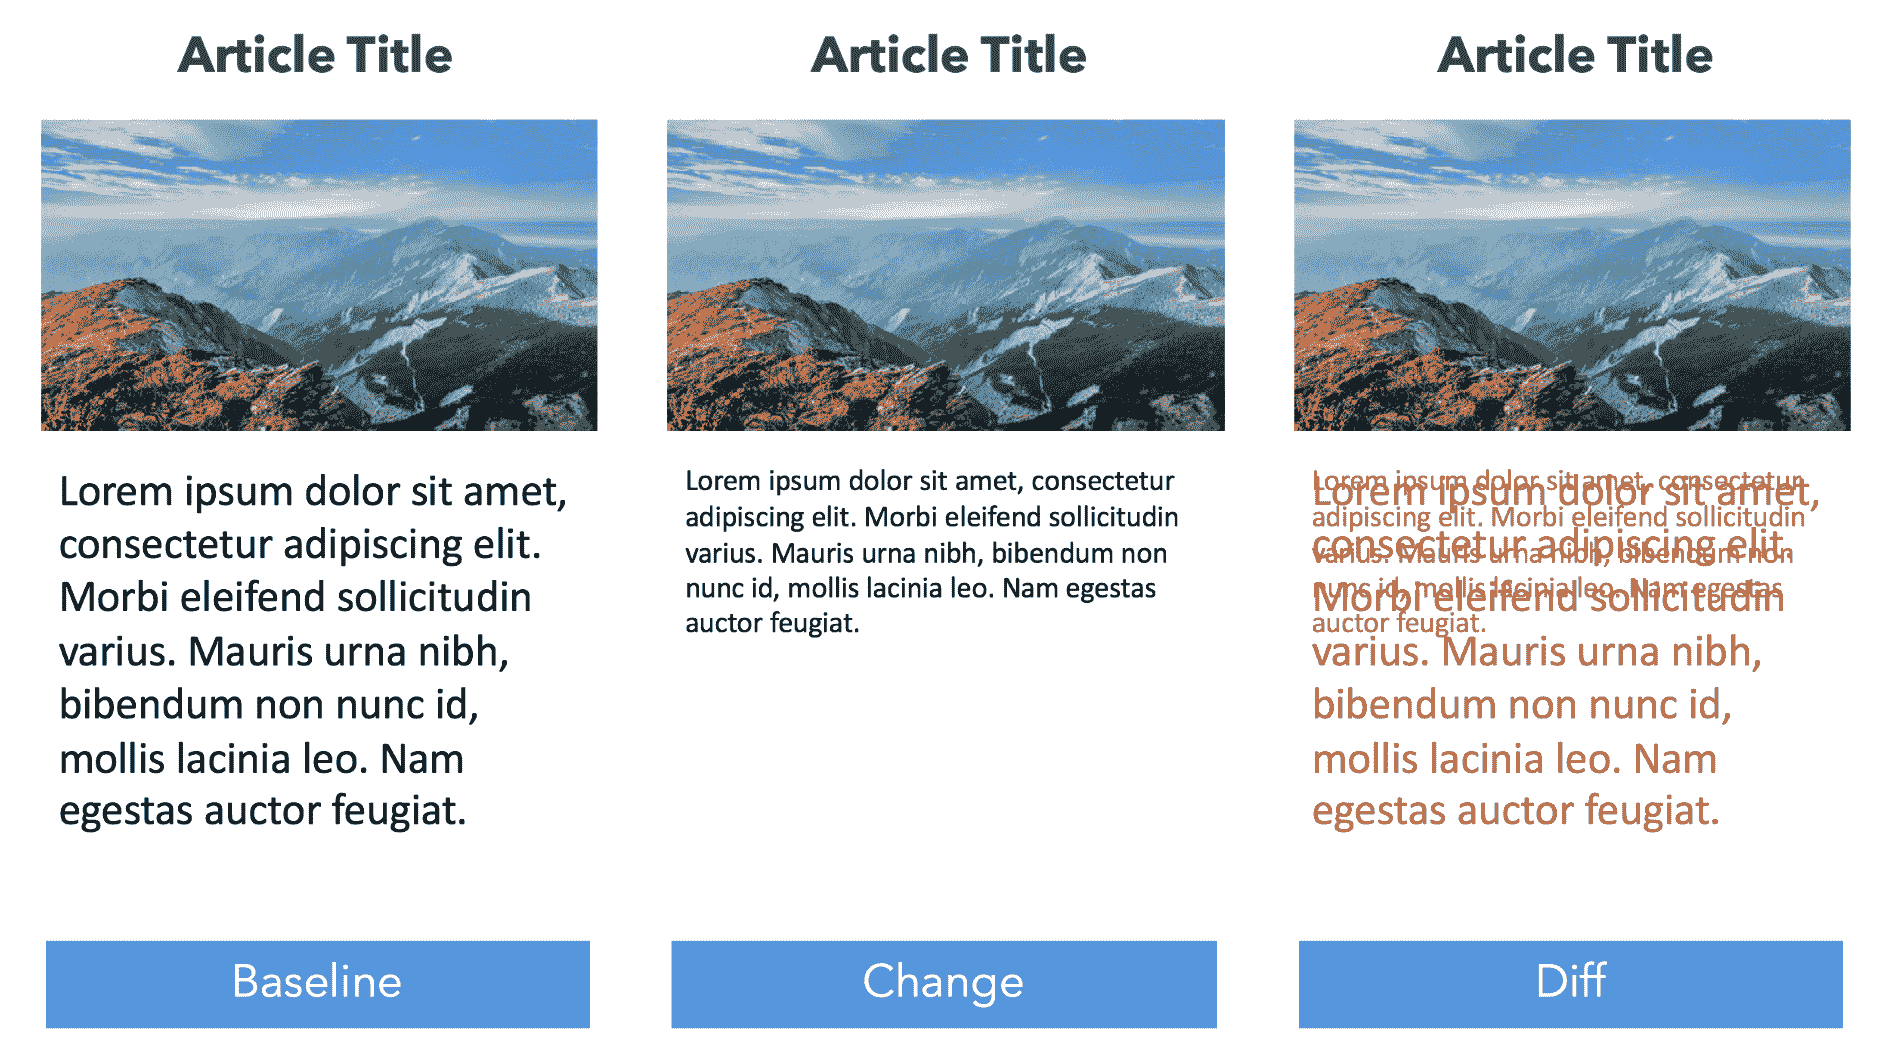 Article Title
Lorem ipsum dolor sit amet,
consectetur adipiscing elit.
Morbi eleifend sollicitudin
varius. Mauris urna nibh,
bibendum non nunc id,
mollis lacinia leo. Nam
egestas auctor feugiat.
Baseline
Article Title
Lorem ipsum dolor sit amet, consectetur
adipiscing elit. Morbi eleifend sollicitudin
varius. Mauris urna nibh, bibendum non
nunc id, mollis lacinia leo. Nam egestas
auctor feugiat.
Change
Article Title
Lorem ipsum dolor sit amet, consectetur
Lorem ipsum dolor sit amet,
adipiscing elit. Morbi eleifend sollicitudin
consectetur adipiscing elit.
varius. Mauris urna nibh, bibendum non
nunc id, mollis lacinia leo. Nam egestas
Morbi eleifend sollicitudin
auctor feugiat.
varius. Mauris urna nibh,
bibendum non nunc id,
mollis lacinia leo. Nam
egestas auctor feugiat.
Diff